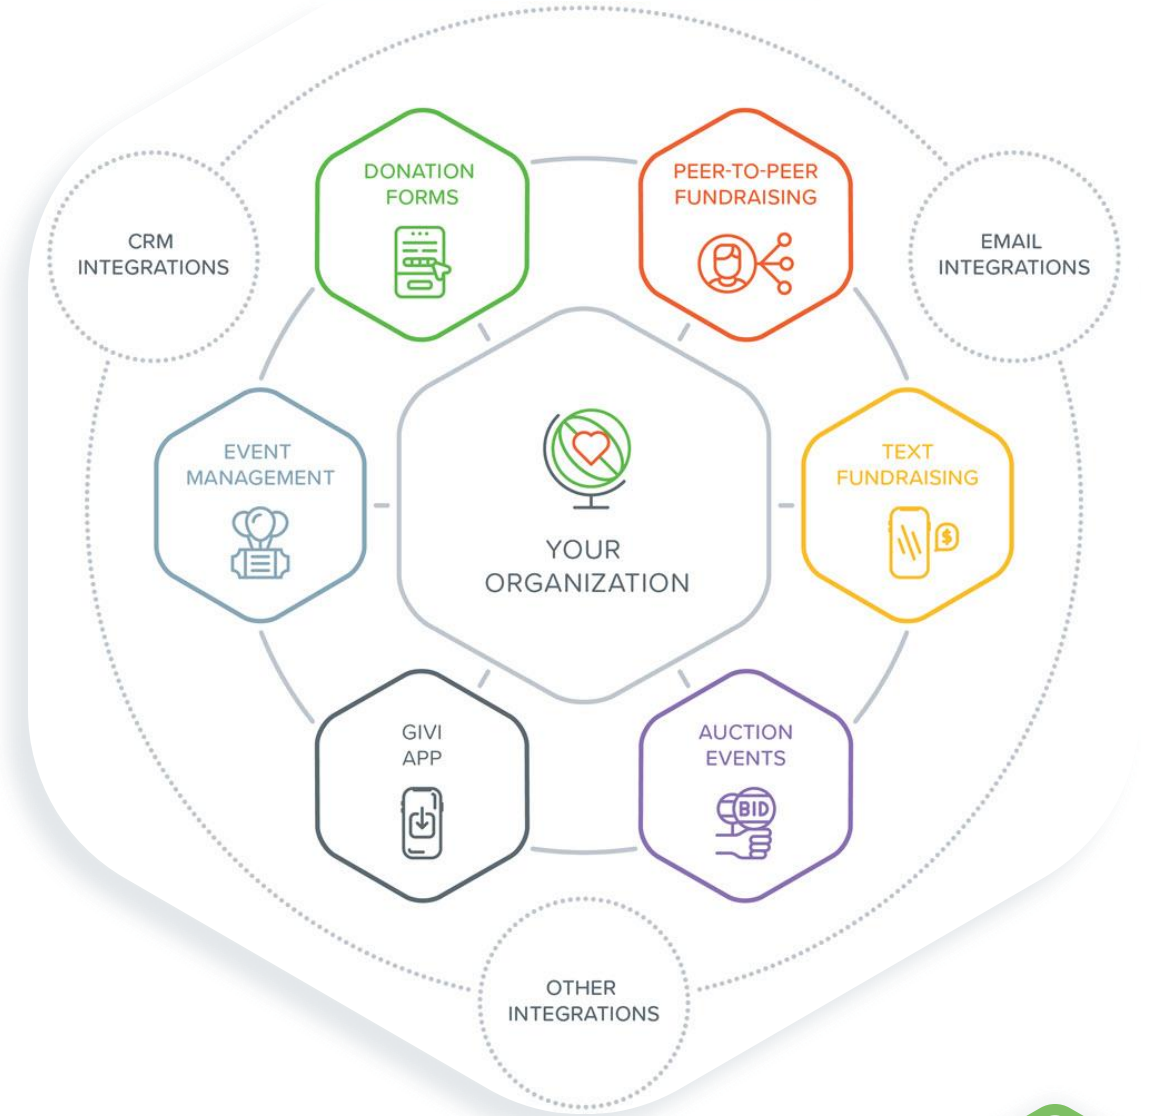 DONATION
FORMS
PEER-TO-PEER
FUNDRAISING
CRM
INTEGRATIONS
EMAIL
INTEGRATIONS
EVENT
MANAGEMENT
TEXT
FUNDRAISING
$
YOUR
ORGANIZATION
GIVI
APP
AUCTION
EVENTS
BID
OTHER
INTEGRATIONS